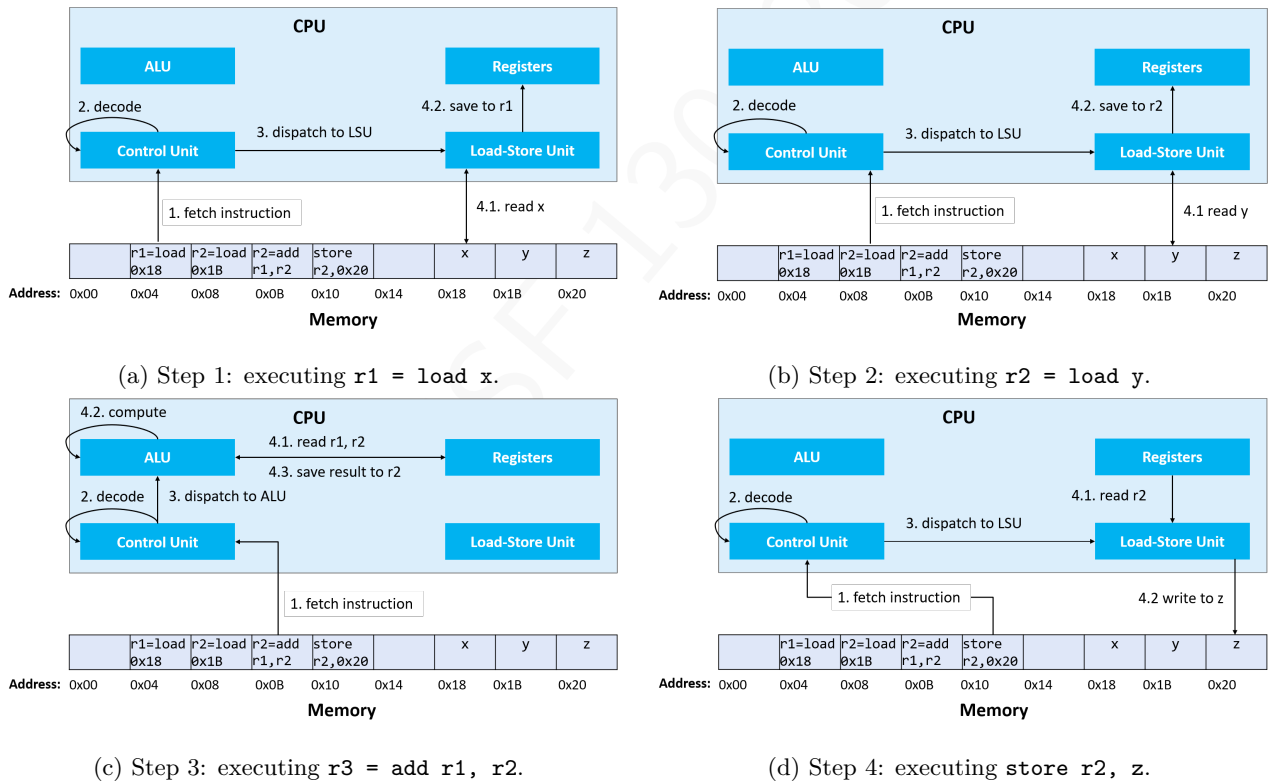 CPU
ALU
Registers
2. decode
4.2. save to r1
3. dispatch to LSU
Control Unit
Load-Store Unit
1. fetch instruction
4.1. read x
r1=load r2=load r2=add store x y z
0x18 0x1B r1,r2 r2,0x20
Address: 0x00 0x04 0x08 0x0B 0x10 0x14 0x18 0x1B 0x20
Memory
(a) Step 1: executing r1 = load x.
CPU
ALU
Registers
2. decode
4.2. save to r2
3. dispatch to LSU
Control Unit
Load-Store Unit
1. fetch instruction
4.1 read y
r1=load r2=load r2=add store x y z
0x18 0x1B r1,r2 r2,0x20
Address: 0x00 0x04 0x08 0x0B 0x10 0x14 0x18 0x1B 0x20
Memory
(b) Step 2: executing r2 = load y.
CPU
4.2. compute
ALU
4.1. read r1, r2
Registers
4.3. save result to r2
2. decode
3. dispatch to ALU
Control Unit
Load-Store Unit
1. fetch instruction
r1=load r2=load r2=add store x y z
0x18 0x1B r1,r2 r2,0x20
Address: 0x00 0x04 0x08 0x0B 0x10 0x14 0x18 0x1B 0x20
Memory
(c) Step 3: executing r3 = add r1, r2.
CPU
ALU
Registers
2. decode
4.1. read r2
3. dispatch to LSU
Control Unit
Load-Store Unit
1. fetch instruction
4.2 write to z
r1=load r2=load r2=add store x y z
0x18 0x1B r1,r2 r2,0x20
Address: 0x00 0x04 0x08 0x0B 0x10 0x14 0x18 0x1B 0x20
Memory
(d) Step 4: executing store r2, z.